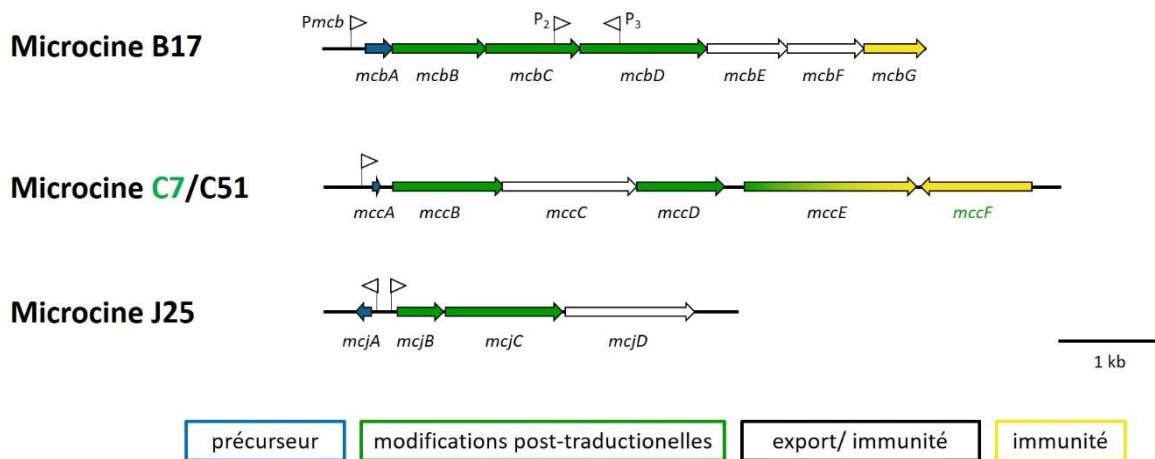 Pmcb P₂ P₃
Microcine B17
mcbA mcbB mcbC mcbD mcbE mcbF mcbG
Microcine C7/C51
mccA mccB mccC mccD mccE mccF
Microcine J25
mcjA mcjB mcjC mcjD
1 kb
précurseur modifications post-traductionelles export/ immunité immunité